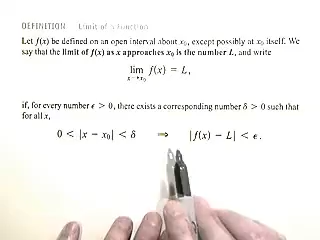 DEFINITION Limit of a Function
Let f(x) be defined on an open interval about x₀, except possibly at x₀ itself. We
say that the limit of f(x) as x approaches x₀ is the number L, and write
lim f(x) = L,
x→x₀
if, for every number ϵ > 0, there exists a corresponding number δ > 0 such that
for all x,
0 < |x − x₀| < δ ⇒ |f(x) − L| < ϵ.